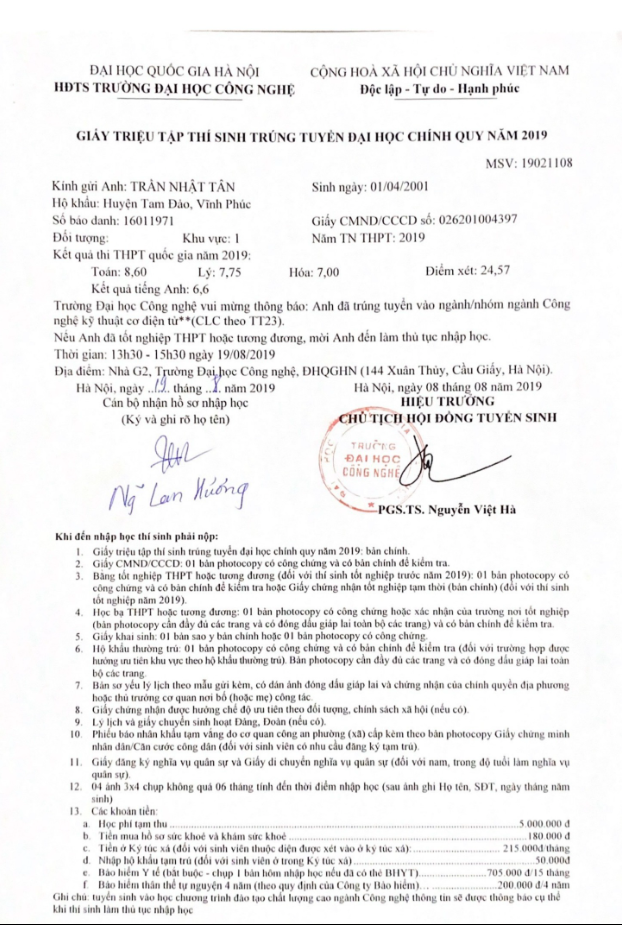 ĐẠI HỌC QUỐC GIA HÀ NỘI
HĐTS TRƯỜNG ĐẠI HỌC CÔNG NGHỆ
CỘNG HOÀ XÃ HỘI CHỦ NGHĨA VIỆT NAM
Độc lập - Tự do - Hạnh phúc
GIẤY TRIỆU TẬP THÍ SINH TRÚNG TUYỂN ĐẠI HỌC CHÍNH QUY NĂM 2019
MSV: 19021108
Kính gửi Anh: TRẦN NHẬT TÂN Sinh ngày: 01/04/2001
Hộ khẩu: Huyện Tam Đảo, Vĩnh Phúc
Số báo danh: 16011971 Giấy CMND/CCCD số: 026201004397
Đối tượng: Khu vực: 1 Năm TN THPT: 2019
Kết quả thi THPT quốc gia năm 2019:
Toán: 8,60 Lý: 7,75 Hóa: 7,00 Điểm xét: 24,57
Kết quả tiếng Anh: 6,6
Trường Đại học Công nghệ vui mừng thông báo: Anh đã trúng tuyển vào ngành/nhóm ngành Công
nghệ kỹ thuật cơ điện tử**(CLC theo TT23).
Nếu Anh đã tốt nghiệp THPT hoặc tương đương, mời Anh đến làm thủ tục nhập học.
Thời gian: 13h30 - 15h30 ngày 19/08/2019
Địa điểm: Nhà G2, Trường Đại học Công nghệ, ĐHQGHN (144 Xuân Thủy, Cầu Giấy, Hà Nội).
Hà Nội, ngày 19 tháng 8 năm 2019
Cán bộ nhận hồ sơ nhập học
(Ký và ghi rõ họ tên)
Ng Lan Hương
Hà Nội, ngày 08 tháng 08 năm 2019
HIỆU TRƯỞNG
CHỦ TỊCH HỘI ĐỒNG TUYỂN SINH
TRƯỜNG
ĐẠI HỌC
CÔNG NGHỆ
PGS.TS. Nguyễn Việt Hà
Khi đến nhập học thí sinh phải nộp:
1. Giấy triệu tập thí sinh trúng tuyển đại học chính quy năm 2019: bản chính.
2. Giấy CMND/CCCD: 01 bản photocopy có công chứng và có bản chính để kiểm tra.
3. Bằng tốt nghiệp THPT hoặc tương đương (đối với thí sinh tốt nghiệp trước năm 2019): 01 bản photocopy có
công chứng và có bản chính để kiểm tra hoặc Giấy chứng nhận tốt nghiệp tạm thời (bản chính) (đối với thí sinh
tốt nghiệp năm 2019).
4. Học bạ THPT hoặc tương đương: 01 bản photocopy có công chứng hoặc xác nhận của trường nơi tốt nghiệp
(bản photocopy cần đầy đủ các trang và có đóng dấu giáp lai toàn bộ các trang) và có bản chính để kiểm tra.
5. Giấy khai sinh: 01 bản sao y bản chính hoặc 01 bản photocopy có công chứng.
6. Hộ khẩu thường trú: 01 bản photocopy có công chứng và có bản chính để kiểm tra (đối với trường hợp được
hưởng ưu tiên khu vực theo hộ khẩu thường trú). Bản photocopy cần đầy đủ các trang và có đóng dấu giáp lai toàn
bộ các trang.
7. Bản sơ yếu lý lịch theo mẫu gửi kèm, có dán ảnh đóng dấu giáp lai và chứng nhận của chính quyền địa phương
hoặc thủ trưởng cơ quan nơi bố (hoặc mẹ) công tác.
8. Giấy chứng nhận được hưởng chế độ ưu tiên theo đối tượng, chính sách xã hội (nếu có).
9. Lý lịch và giấy chuyển sinh hoạt Đảng, Đoàn (nếu có).
10. Phiếu báo nhân khẩu tạm vắng do cơ quan công an phường (xã) cấp kèm theo bản photocopy Giấy chứng minh
nhân dân/Căn cước công dân (đối với sinh viên có nhu cầu đăng ký tạm trú).
11. Giấy đăng ký nghĩa vụ quân sự và Giấy di chuyển nghĩa vụ quân sự (đối với nam, trong độ tuổi làm nghĩa vụ
quân sự).
12. 04 ảnh 3x4 chụp không quá 06 tháng tính đến thời điểm nhập học (sau ảnh ghi Họ tên, SĐT, ngày tháng năm
sinh)
13. Các khoản tiền:
a. Học phí tạm thu 5.000.000 đ
b. Tiền mua hồ sơ sức khoẻ và khám sức khoẻ 180.000 đ
c. Tiền ở Ký túc xá (đối với sinh viên thuộc diện được xét vào ở ký túc xá): 215.000đ/tháng
d. Nhập hộ khẩu tạm trú (đối với sinh viên ở trong Ký túc xá) 50.000đ
e. Bảo hiểm Y tế (bắt buộc - chụp 1 bản hôm nhập học nếu đã có thẻ BHYT) 705.000 đ/15 tháng
f. Bảo hiểm thân thể tự nguyện 4 năm (theo quy định của Công ty Bảo hiểm)... 200.000 đ/4 năm
Ghi chú: tuyển sinh vào học chương trình đào tạo chất lượng cao ngành Công nghệ thông tin sẽ được thông báo cụ thể
khi thí sinh làm thủ tục nhập học